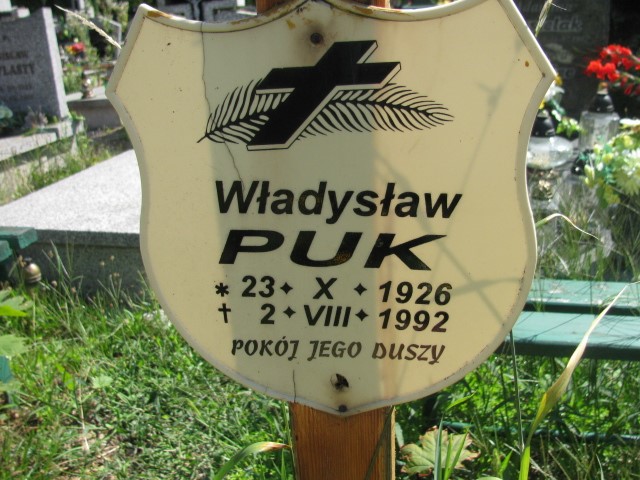 Władysław
PUK
* 23 ✦ X ✦ 1926
✝ 2 ✦ VIII ✦ 1992
POKÓJ JEGO DUSZY